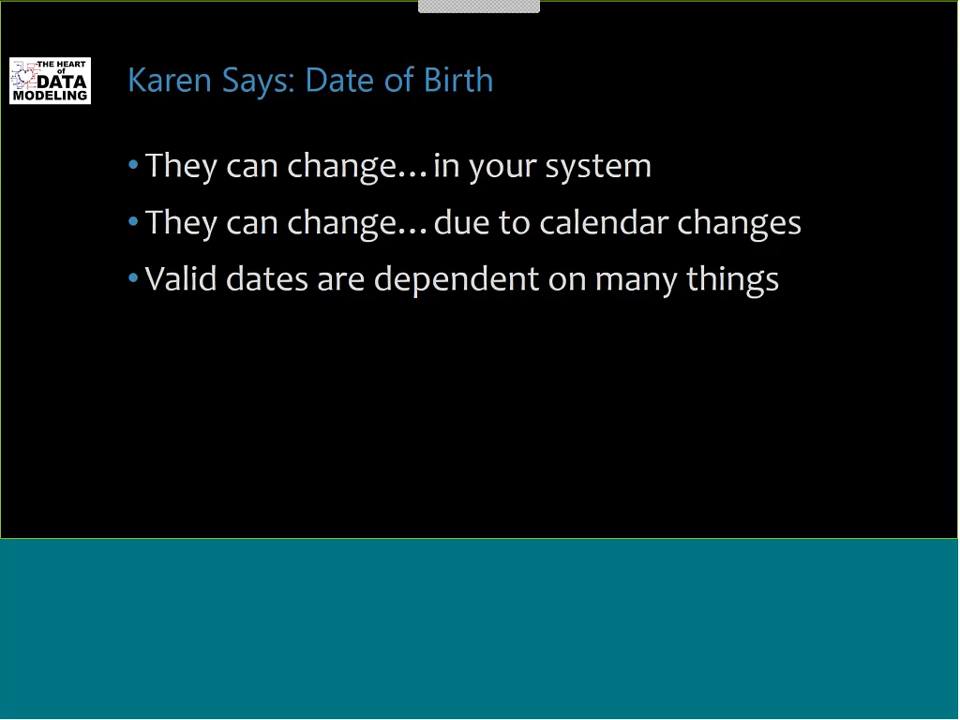 THE HEART
of
DATA
MODELING
Karen Says: Date of Birth
• They can change…in your system
• They can change…due to calendar changes
• Valid dates are dependent on many things